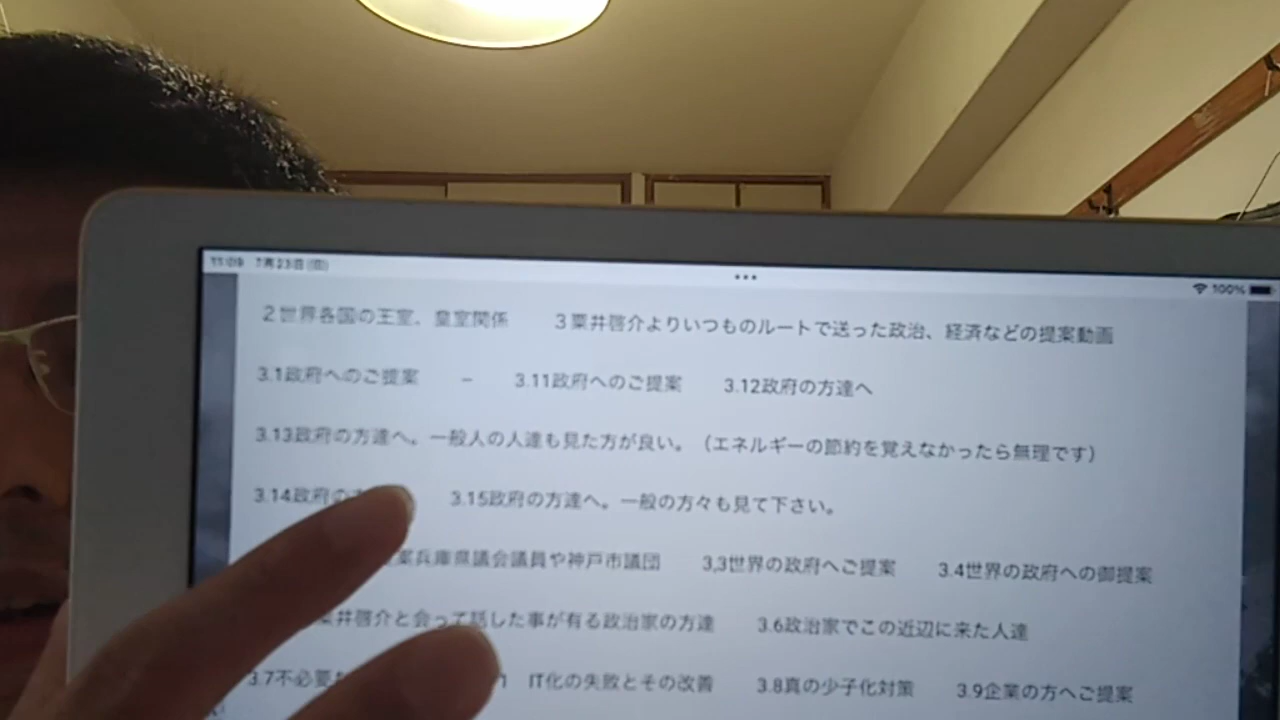 11:09 7月23日(日)
100%
2世界各国の王室、皇室関係 3粟井啓介よりいつものルートで送った政治、経済などの提案動画
3.1政府へのご提案 – 3.11政府へのご提案 3.12政府の方達へ
3.13政府の方達へ。一般人の人達も見た方が良い。（エネルギーの節約を覚えなかったら無理です）
3.14政府の 3.15政府の方達へ。一般の方々も見て下さい。
案兵庫県議会議員や神戸市議団 3,3世界の政府へご提案 3.4世界の政府への御提案
粟井啓介と会って話した事が有る政治家の方達 3.6政治家でこの近辺に来た人達
3.7不必要 1 IT化の失敗とその改善 3.8真の少子化対策 3.9企業の方へご提案